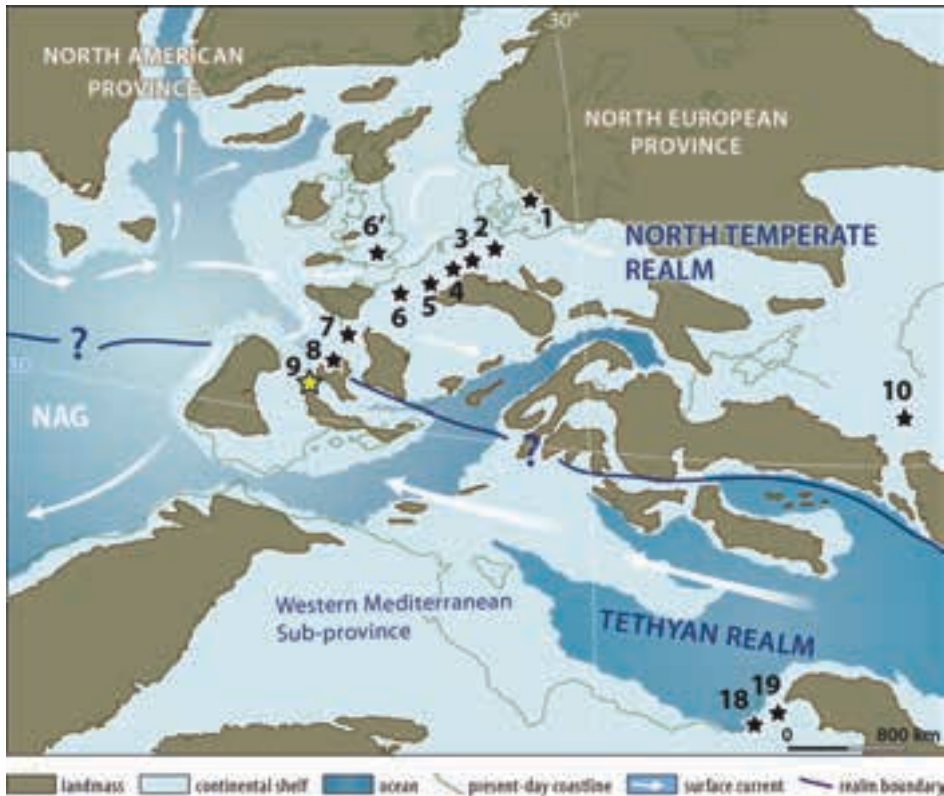 30°
NORTH AMERICAN
PROVINCE
NORTH EUROPEAN
PROVINCE
1
2
3
6’
NORTH TEMPERATE
REALM
4
5
6
7
8
9
?
NAG
10
?
Western Mediterranean
Sub-province
TETHYAN REALM
18
19
0 800 km
landmass continental shelf ocean present-day coastline surface current realm boundary